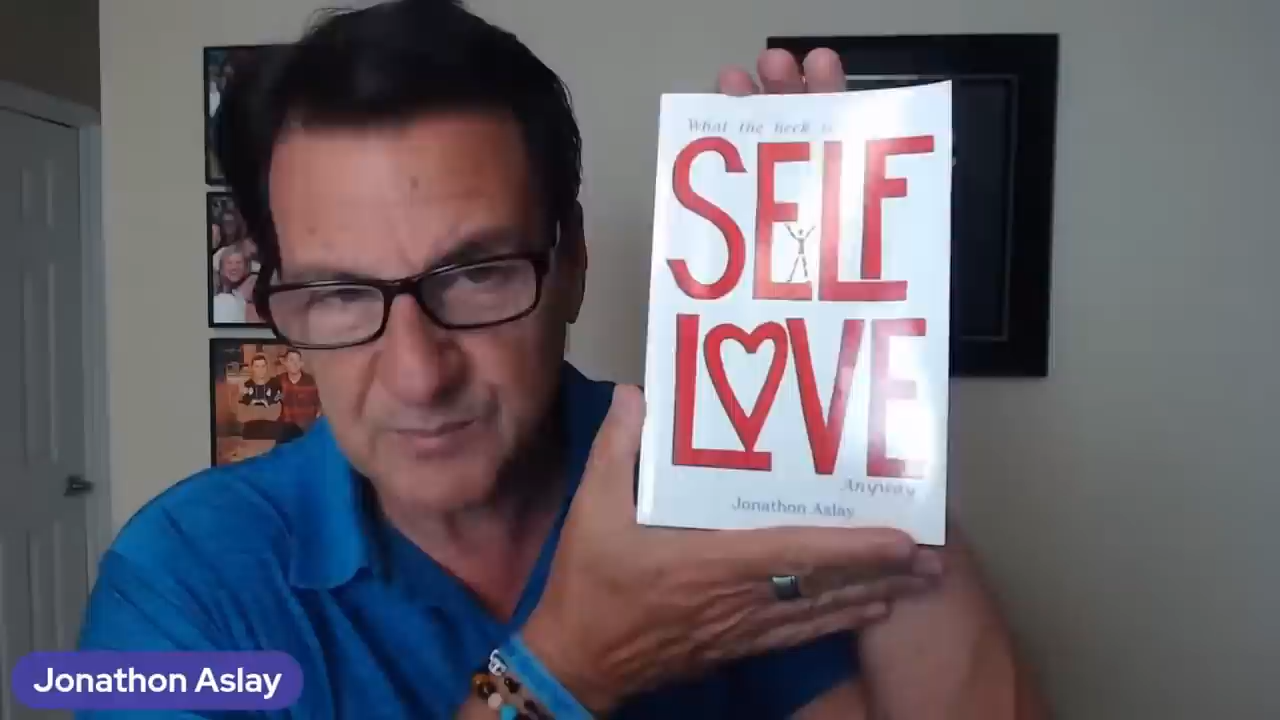 What the heck is
SELF
LOVE
Anyway
Jonathon Aslay
Jonathon Aslay